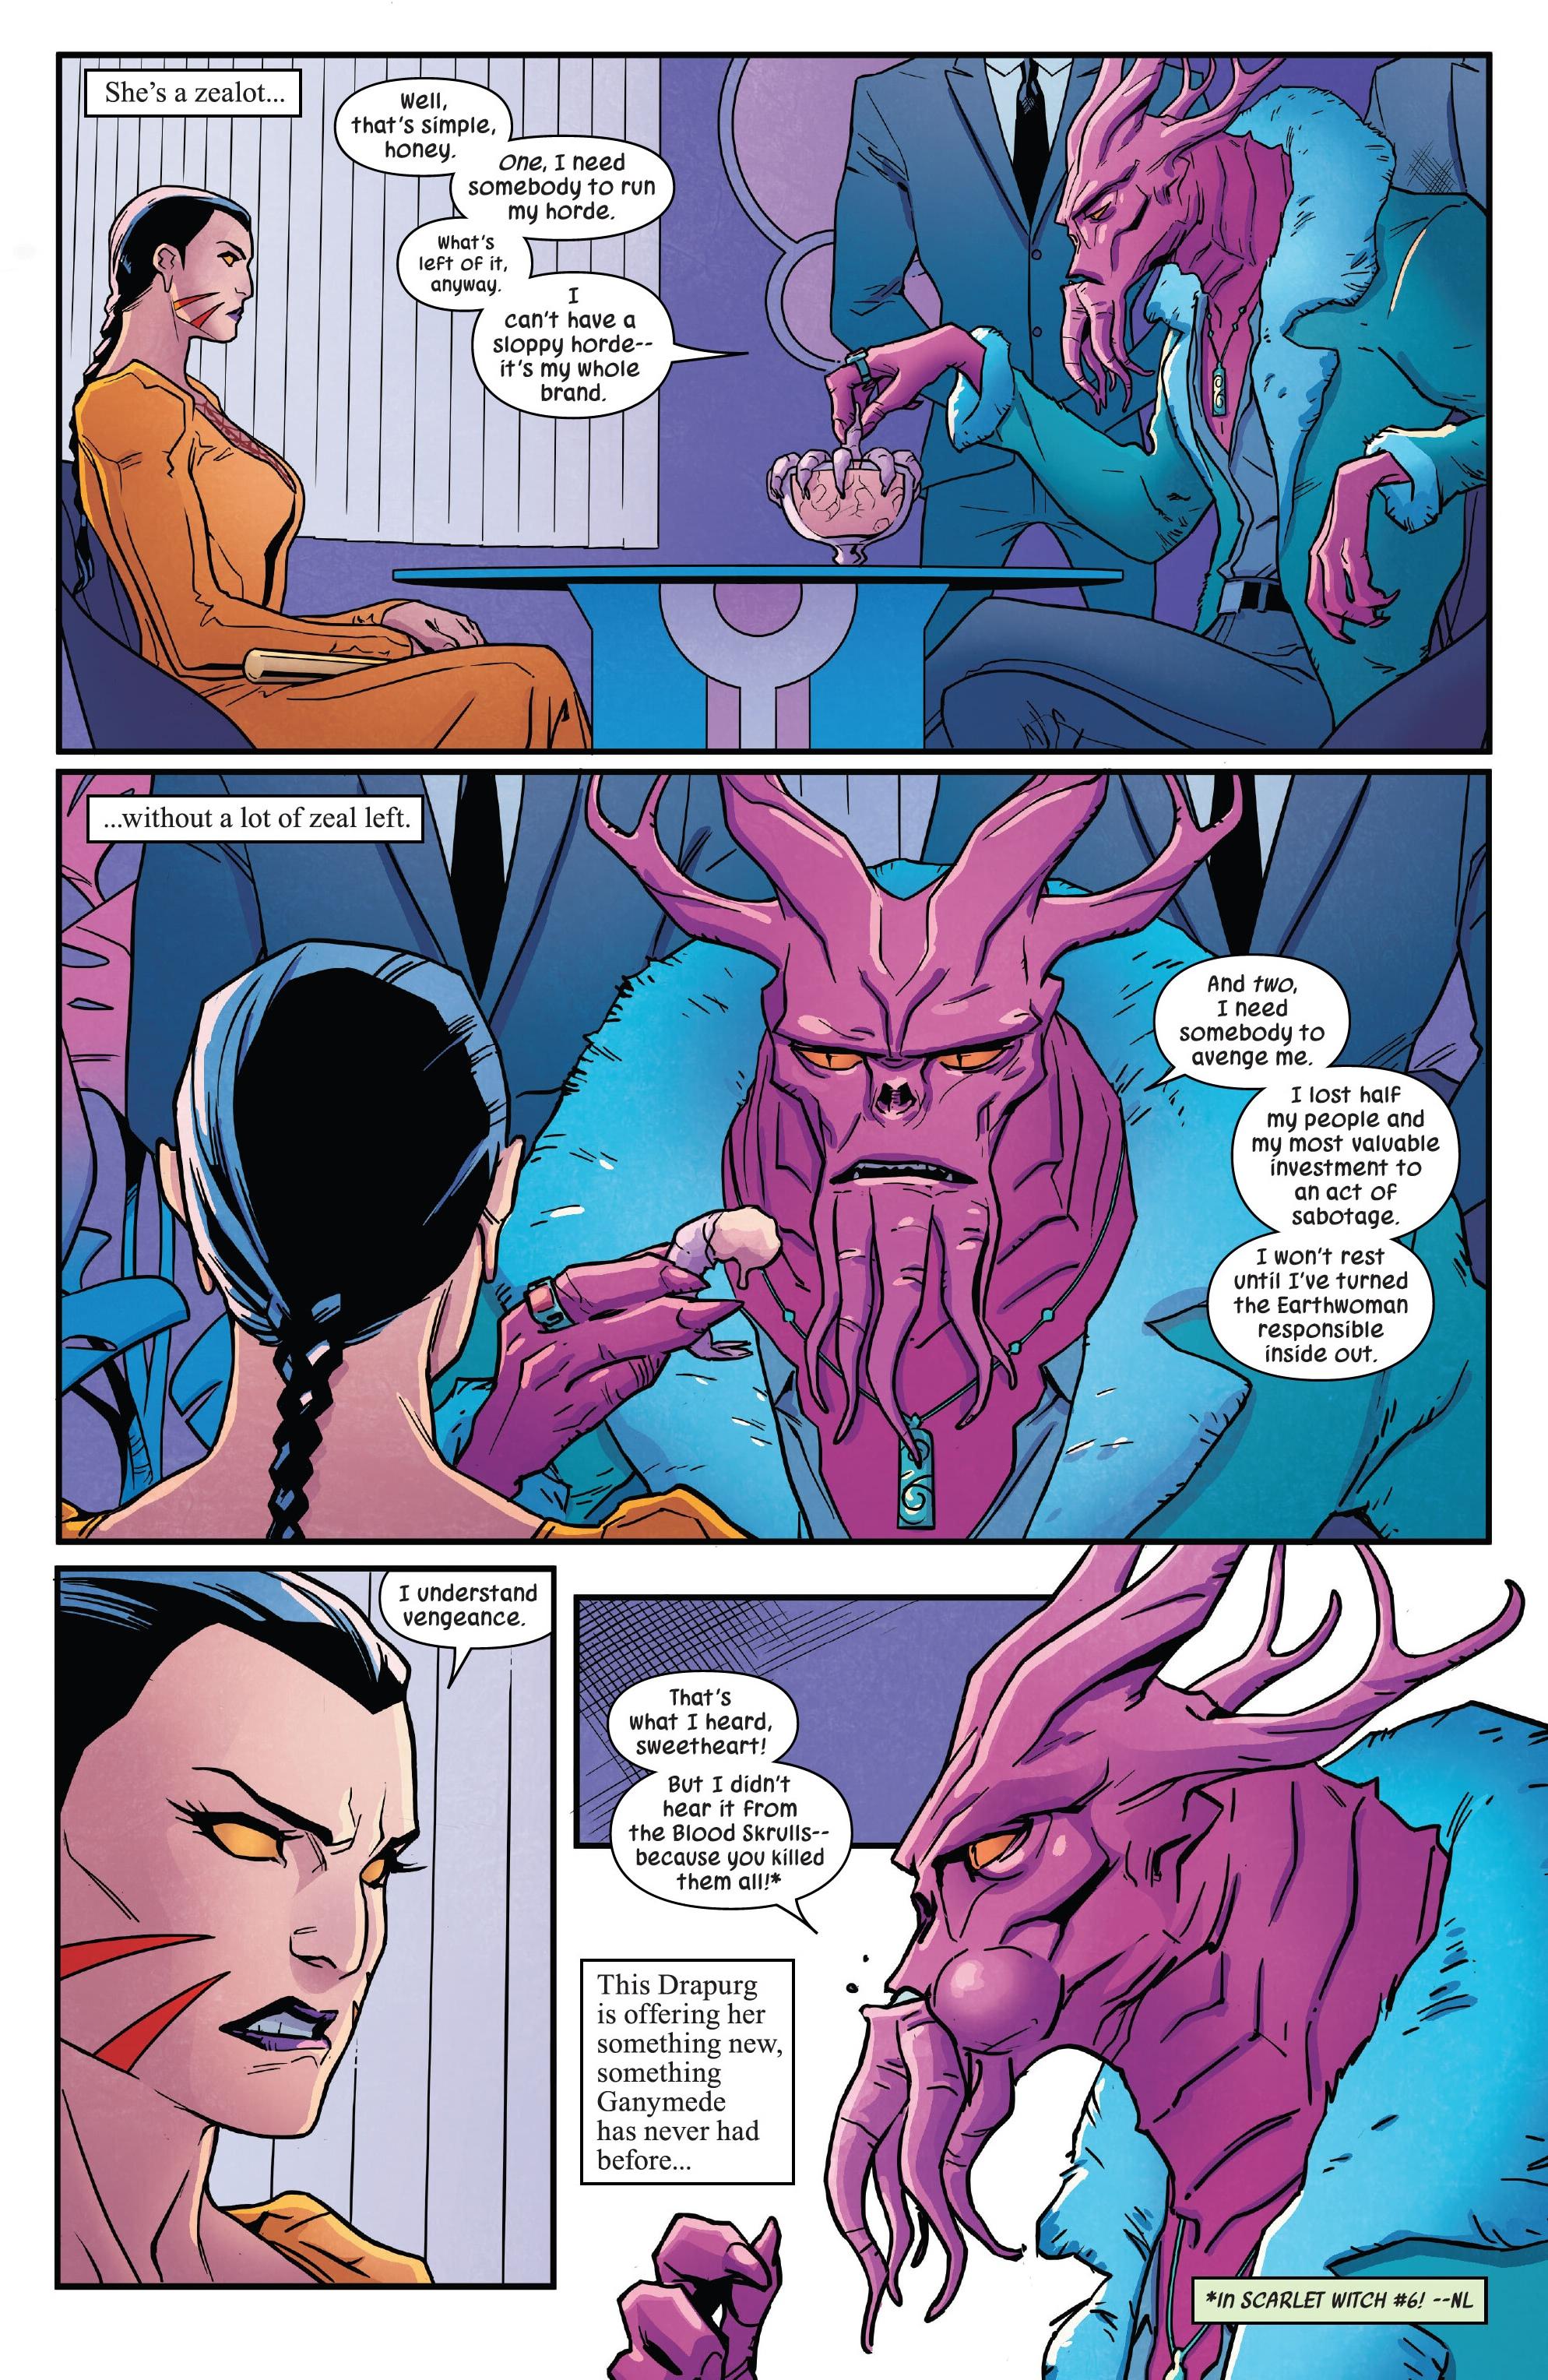 She's a zealot...
Well,
that's simple,
honey.
One, I need
somebody to run
my horde.
What's
left of it,
anyway.
I
can't have a
sloppy horde--
it's my whole
brand.
...without a lot of zeal left.
And two,
I need
somebody to
avenge me.
I lost half
my people and
my most valuable
investment to
an act of
sabotage.
I won't rest
until I've turned
the Earthwoman
responsible
inside out.
I understand
vengeance.
That's
what I heard,
sweetheart!
But I didn't
hear it from
the Blood Skrulls--
because you killed
them all!*
This Drapurg
is offering her
something new,
something
Ganymede
has never had
before...
*In SCARLET WITCH #6! --NL